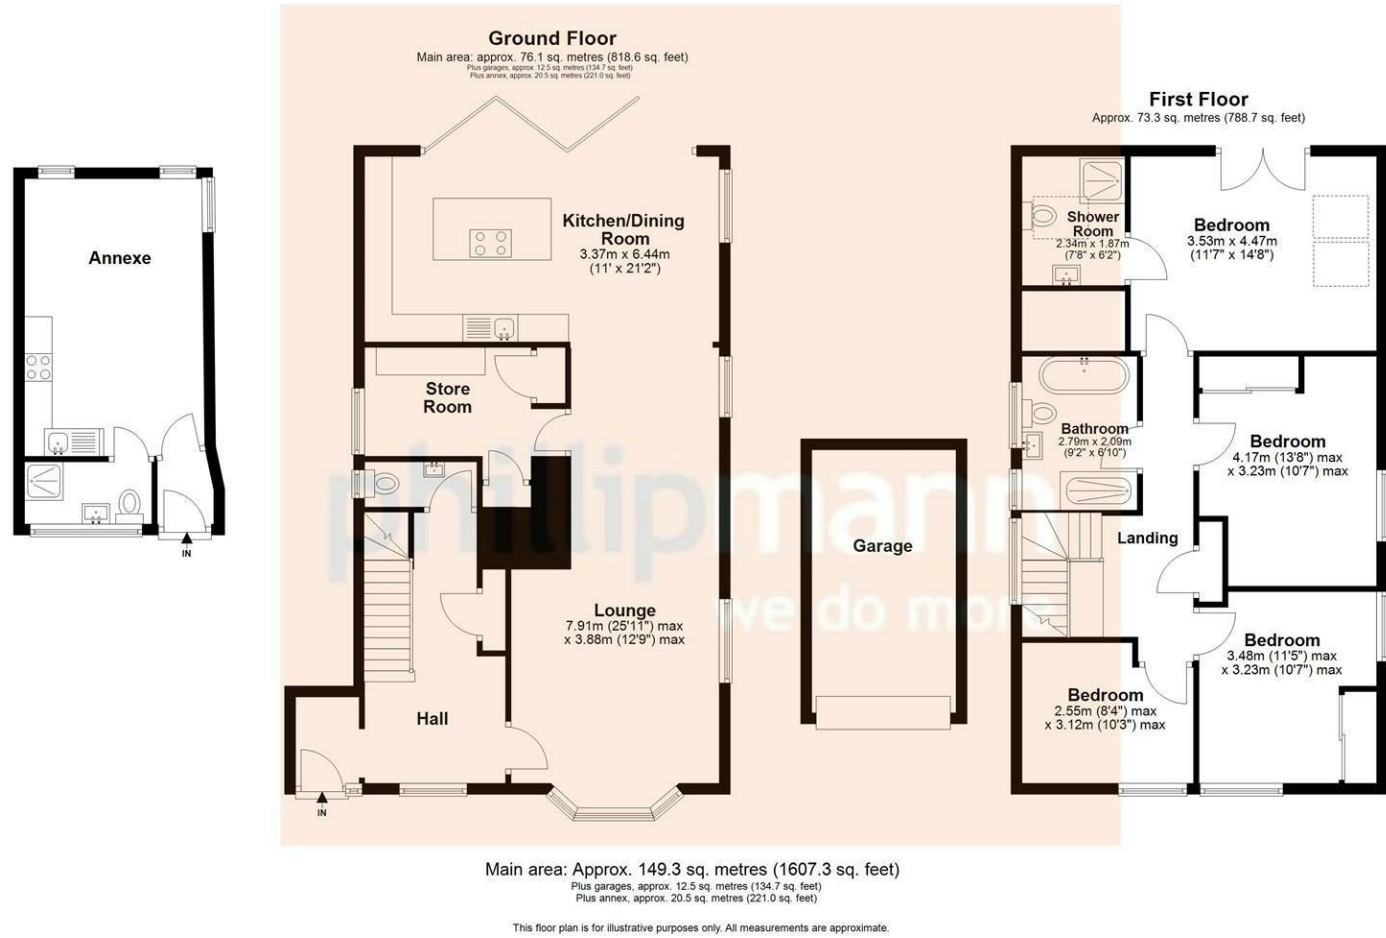 Ground Floor
Main area: approx. 76.1 sq. metres (818.6 sq. feet)
Plus garages, approx. 12.5 sq. metres (134.7 sq. feet)
Plus annex, approx. 20.5 sq. metres (221.0 sq. feet)
First Floor
Approx. 73.3 sq. metres (788.7 sq. feet)
Annexe
IN
Kitchen/Dining
Room
3.37m x 6.44m
(11' x 21'2")
Store
Room
Lounge
7.91m (25'11") max
x 3.88m (12'9") max
Hall
IN
Garage
Shower
Room
2.34m x 1.87m
(7'8" x 6'2")
Bedroom
3.53m x 4.47m
(11'7" x 14'8")
Bathroom
2.79m x 2.09m
(9'2" x 6'10")
Bedroom
4.17m (13'8") max
x 3.23m (10'7") max
Landing
Bedroom
3.48m (11'5") max
x 3.23m (10'7") max
Bedroom
2.55m (8'4") max
x 3.12m (10'3") max
phillipmann
we do more
Main area: Approx. 149.3 sq. metres (1607.3 sq. feet)
Plus garages, approx. 12.5 sq. metres (134.7 sq. feet)
Plus annex, approx. 20.5 sq. metres (221.0 sq. feet)
This floor plan is for illustrative purposes only. All measurements are approximate.